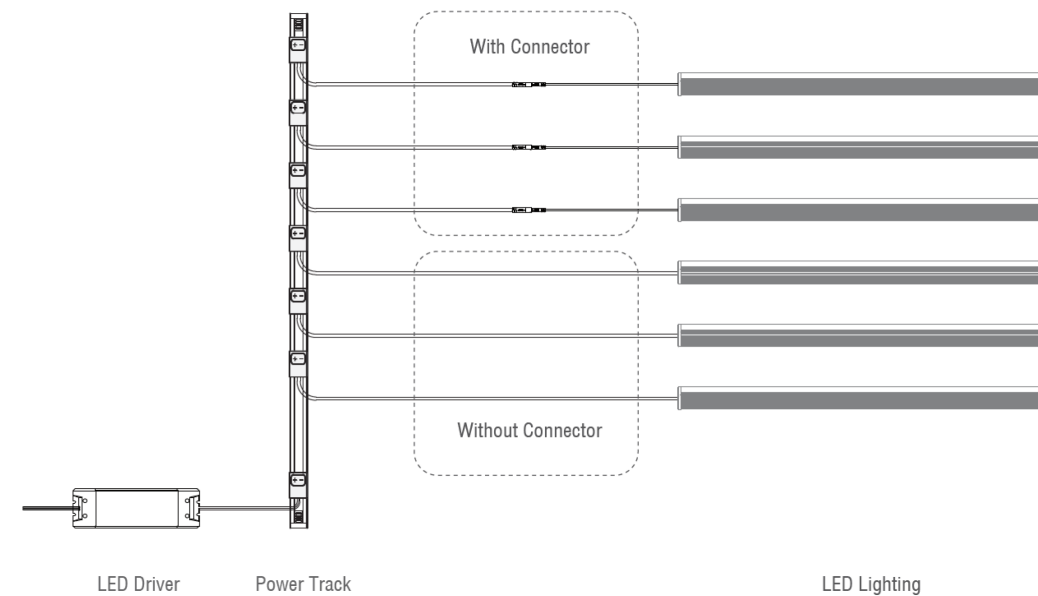 With Connector
Without Connector
LED Driver
Power Track
LED Lighting